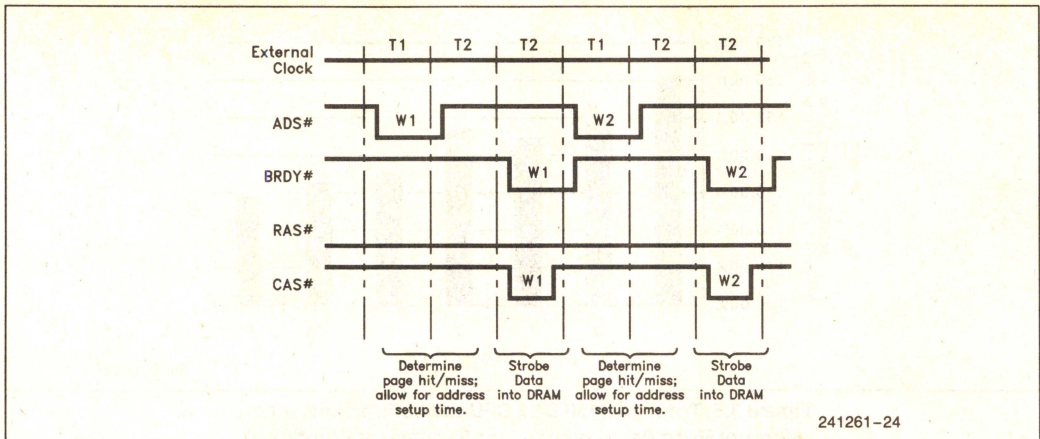 External Clock
T1 T2 T2 T1 T2 T2
ADS#
W1 W2
BRDY#
W1 W2
RAS#
CAS#
W1 W2
Determine
page hit/miss;
allow for address
setup time.
Strobe
Data
into DRAM
Determine
page hit/miss;
allow for address
setup time.
Strobe
Data
into DRAM
241261-24